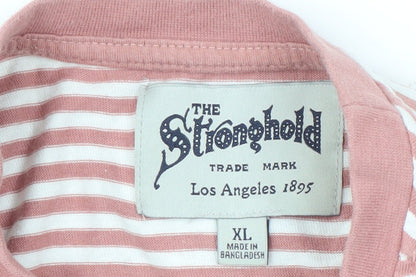 THE
Stronghold
TRADE MARK
Los Angeles 1895
XL
MADE IN
BANGLADESH